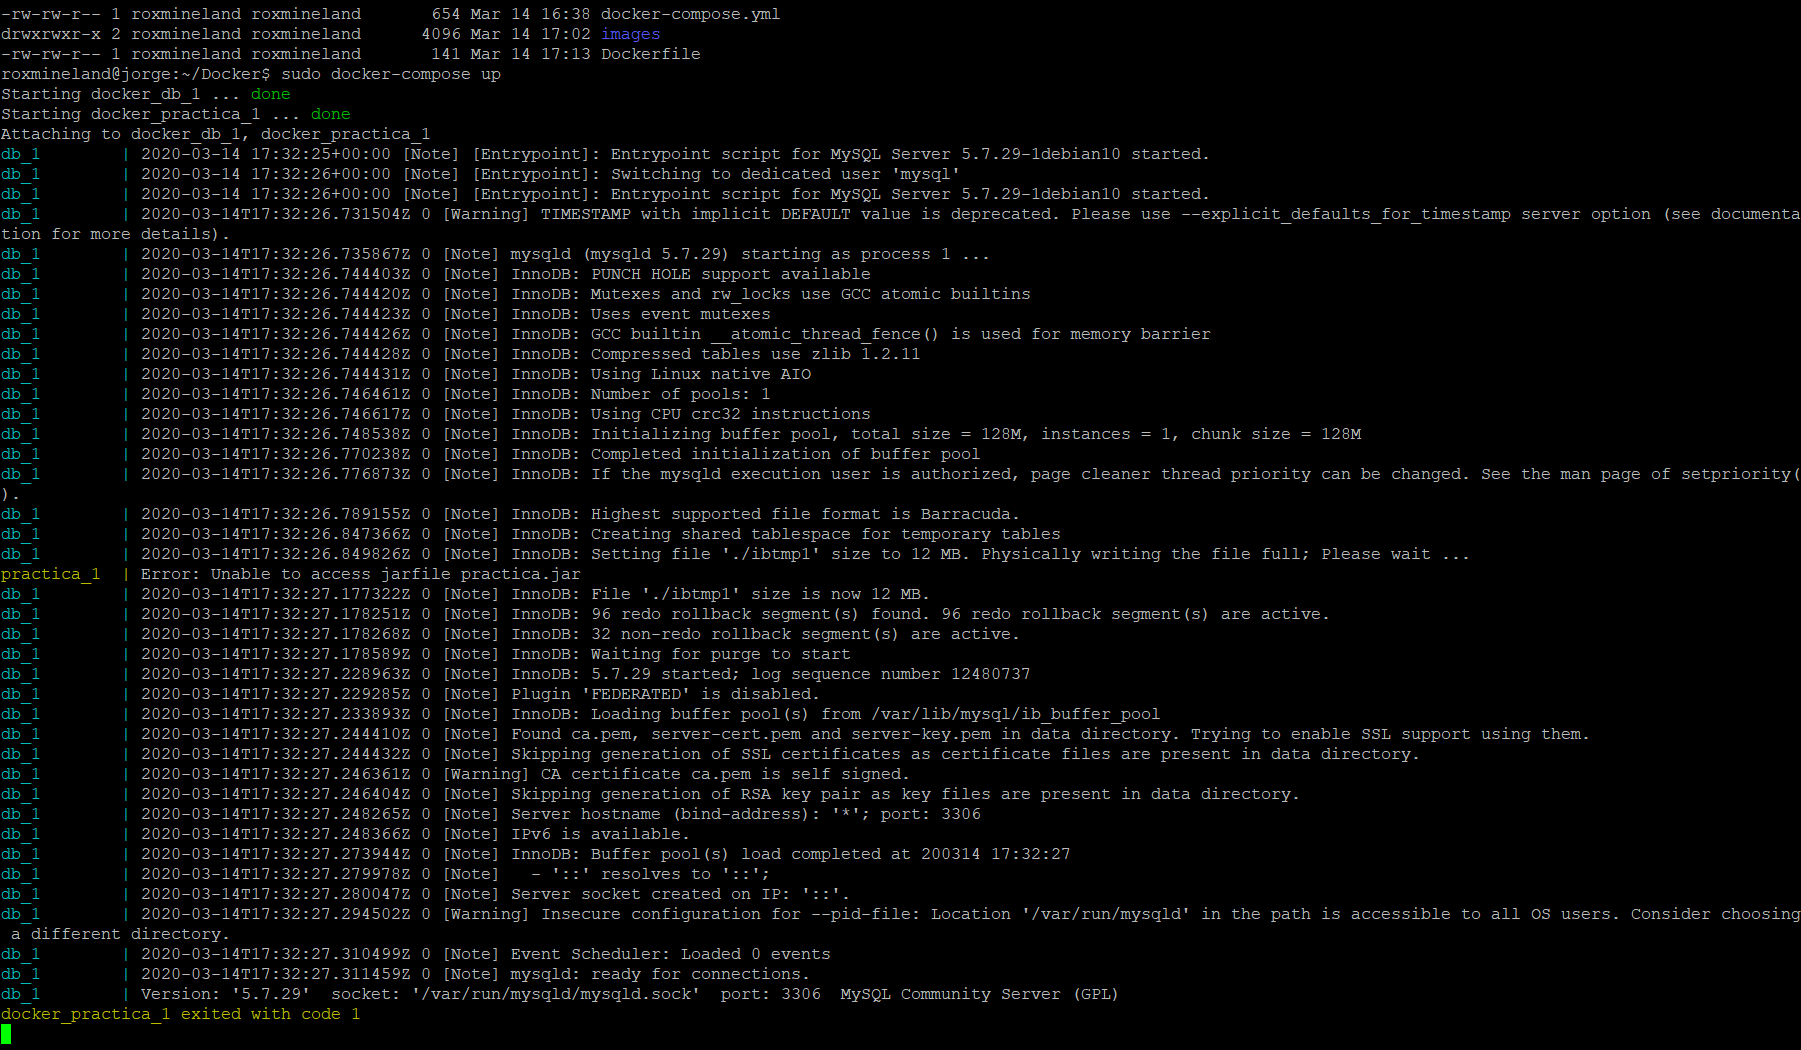 -rw-rw-r-- 1 roxmineland roxmineland       654 Mar 14 16:38 docker-compose.yml
drwxrwxr-x 2 roxmineland roxmineland      4096 Mar 14 17:02 images
-rw-rw-r-- 1 roxmineland roxmineland       141 Mar 14 17:13 Dockerfile
roxmineland@jorge:~/Docker$ sudo docker-compose up
Starting docker_db_1 ... done
Starting docker_practica_1 ... done
Attaching to docker_db_1, docker_practica_1
db_1        | 2020-03-14 17:32:25+00:00 [Note] [Entrypoint]: Entrypoint script for MySQL Server 5.7.29-1debian10 started.
db_1        | 2020-03-14 17:32:26+00:00 [Note] [Entrypoint]: Switching to dedicated user 'mysql'
db_1        | 2020-03-14 17:32:26+00:00 [Note] [Entrypoint]: Entrypoint script for MySQL Server 5.7.29-1debian10 started.
db_1        | 2020-03-14T17:32:26.731504Z 0 [Warning] TIMESTAMP with implicit DEFAULT value is deprecated. Please use --explicit_defaults_for_timestamp server option (see documenta
tion for more details).
db_1        | 2020-03-14T17:32:26.735867Z 0 [Note] mysqld (mysqld 5.7.29) starting as process 1 ...
db_1        | 2020-03-14T17:32:26.744403Z 0 [Note] InnoDB: PUNCH HOLE support available
db_1        | 2020-03-14T17:32:26.744420Z 0 [Note] InnoDB: Mutexes and rw_locks use GCC atomic builtins
db_1        | 2020-03-14T17:32:26.744423Z 0 [Note] InnoDB: Uses event mutexes
db_1        | 2020-03-14T17:32:26.744426Z 0 [Note] InnoDB: GCC builtin __atomic_thread_fence() is used for memory barrier
db_1        | 2020-03-14T17:32:26.744428Z 0 [Note] InnoDB: Compressed tables use zlib 1.2.11
db_1        | 2020-03-14T17:32:26.744431Z 0 [Note] InnoDB: Using Linux native AIO
db_1        | 2020-03-14T17:32:26.746461Z 0 [Note] InnoDB: Number of pools: 1
db_1        | 2020-03-14T17:32:26.746617Z 0 [Note] InnoDB: Using CPU crc32 instructions
db_1        | 2020-03-14T17:32:26.748538Z 0 [Note] InnoDB: Initializing buffer pool, total size = 128M, instances = 1, chunk size = 128M
db_1        | 2020-03-14T17:32:26.770238Z 0 [Note] InnoDB: Completed initialization of buffer pool
db_1        | 2020-03-14T17:32:26.776873Z 0 [Note] InnoDB: If the mysqld execution user is authorized, page cleaner thread priority can be changed. See the man page of setpriority(
).
db_1        | 2020-03-14T17:32:26.789155Z 0 [Note] InnoDB: Highest supported file format is Barracuda.
db_1        | 2020-03-14T17:32:26.847366Z 0 [Note] InnoDB: Creating shared tablespace for temporary tables
db_1        | 2020-03-14T17:32:26.849826Z 0 [Note] InnoDB: Setting file './ibtmp1' size to 12 MB. Physically writing the file full; Please wait ...
practica_1  | Error: Unable to access jarfile practica.jar
db_1        | 2020-03-14T17:32:27.177322Z 0 [Note] InnoDB: File './ibtmp1' size is now 12 MB.
db_1        | 2020-03-14T17:32:27.178251Z 0 [Note] InnoDB: 96 redo rollback segment(s) found. 96 redo rollback segment(s) are active.
db_1        | 2020-03-14T17:32:27.178268Z 0 [Note] InnoDB: 32 non-redo rollback segment(s) are active.
db_1        | 2020-03-14T17:32:27.178589Z 0 [Note] InnoDB: Waiting for purge to start
db_1        | 2020-03-14T17:32:27.228963Z 0 [Note] InnoDB: 5.7.29 started; log sequence number 12480737
db_1        | 2020-03-14T17:32:27.229285Z 0 [Note] Plugin 'FEDERATED' is disabled.
db_1        | 2020-03-14T17:32:27.233893Z 0 [Note] InnoDB: Loading buffer pool(s) from /var/lib/mysql/ib_buffer_pool
db_1        | 2020-03-14T17:32:27.244410Z 0 [Note] Found ca.pem, server-cert.pem and server-key.pem in data directory. Trying to enable SSL support using them.
db_1        | 2020-03-14T17:32:27.244432Z 0 [Note] Skipping generation of SSL certificates as certificate files are present in data directory.
db_1        | 2020-03-14T17:32:27.246361Z 0 [Warning] CA certificate ca.pem is self signed.
db_1        | 2020-03-14T17:32:27.246404Z 0 [Note] Skipping generation of RSA key pair as key files are present in data directory.
db_1        | 2020-03-14T17:32:27.248265Z 0 [Note] Server hostname (bind-address): '*'; port: 3306
db_1        | 2020-03-14T17:32:27.248366Z 0 [Note] IPv6 is available.
db_1        | 2020-03-14T17:32:27.273944Z 0 [Note] InnoDB: Buffer pool(s) load completed at 200314 17:32:27
db_1        | 2020-03-14T17:32:27.279978Z 0 [Note]   - '::' resolves to '::';
db_1        | 2020-03-14T17:32:27.280047Z 0 [Note] Server socket created on IP: '::'.
db_1        | 2020-03-14T17:32:27.294502Z 0 [Warning] Insecure configuration for --pid-file: Location '/var/run/mysqld' in the path is accessible to all OS users. Consider choosing
 a different directory.
db_1        | 2020-03-14T17:32:27.310499Z 0 [Note] Event Scheduler: Loaded 0 events
db_1        | 2020-03-14T17:32:27.311459Z 0 [Note] mysqld: ready for connections.
db_1        | Version: '5.7.29'  socket: '/var/run/mysqld/mysqld.sock'  port: 3306  MySQL Community Server (GPL)
docker_practica_1 exited with code 1